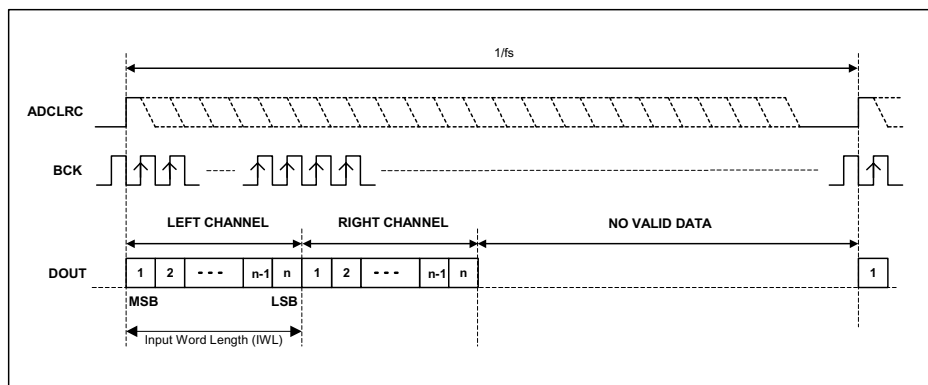 1/fs
ADCLRC
BCK
LEFT CHANNEL
RIGHT CHANNEL
NO VALID DATA
DOUT
1 2 - - - n-1 n 1 2 - - - n-1 n 1
MSB LSB
Input Word Length (IWL)